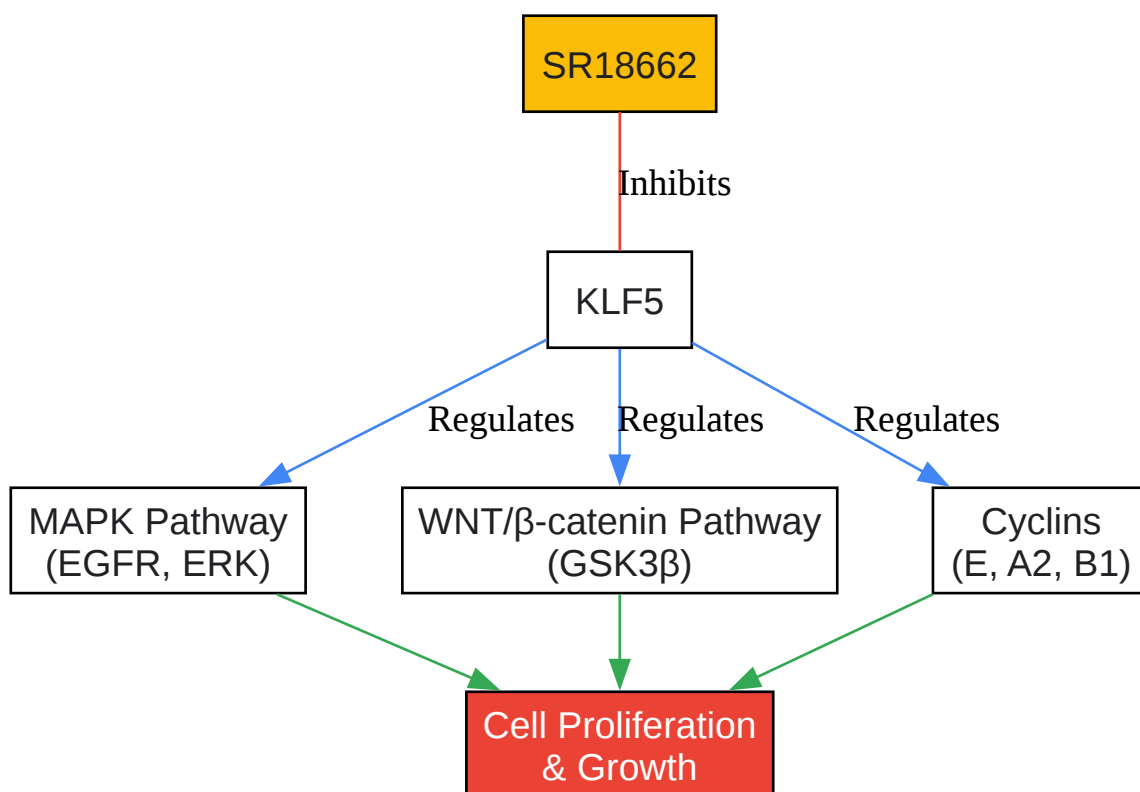 SR18662
Inhibits
KLF5
Regulates
Regulates
Regulates
MAPK Pathway
(EGFR, ERK)
WNT/β-catenin Pathway
(GSK3β)
Cyclins
(E, A2, B1)
Cell Proliferation
& Growth